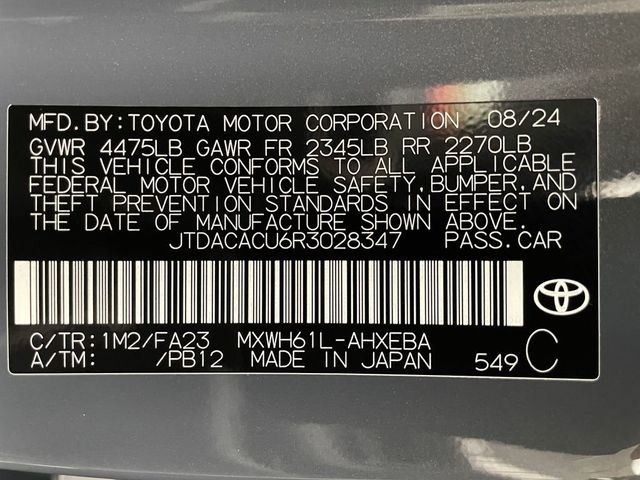 MFD.BY:TOYOTA MOTOR CORPORATION 08/24
GVWR 4475LB GAWR FR 2345LB RR 2270LB
THIS VEHICLE CONFORMS TO ALL APPLICABLE
FEDERAL MOTOR VEHICLE SAFETY,BUMPER,AND
THEFT PREVENTION STANDARDS IN EFFECT ON
THE DATE OF MANUFACTURE SHOWN ABOVE.
JTDACACU6R3028347 PASS.CAR
C/TR:1M2/FA23 MXWH61L-AHXEBA
A/TM: /PB12 MADE IN JAPAN 549 C